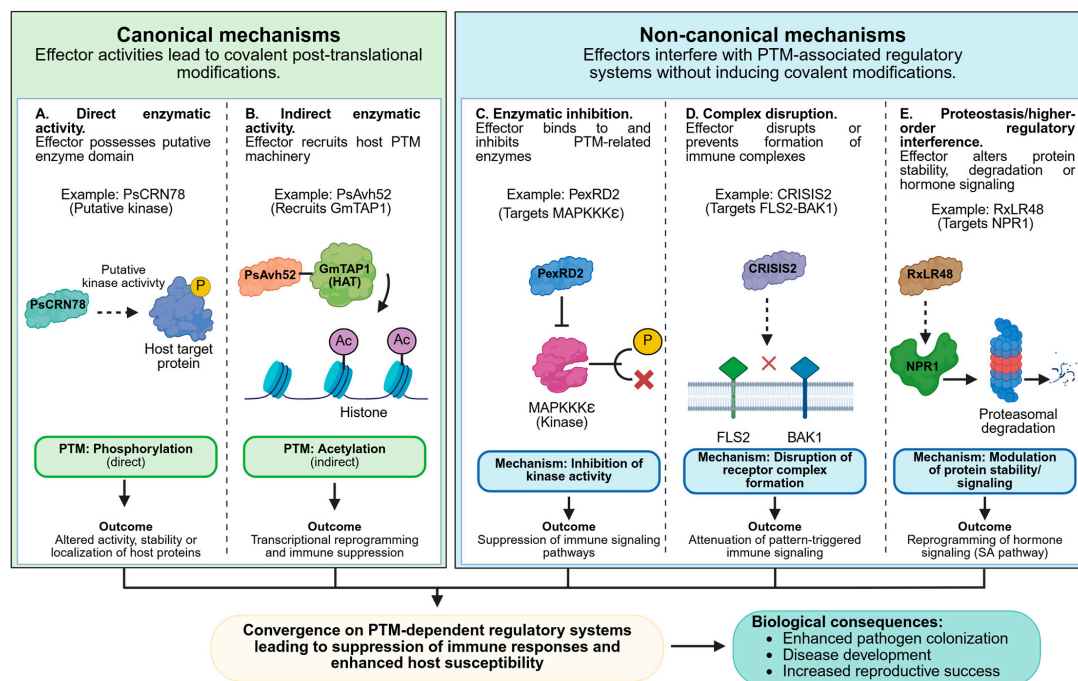 Canonical mechanisms
Effector activities lead to covalent post-translational
modifications.
A. Direct enzymatic
activity.
Effector possesses putative
enzyme domain
Example: PsCRN78
(Putative kinase)
Putative
kinase activivty
PsCRN78
P
Host target
protein
PTM: Phosphorylation
(direct)
Outcome
Altered activity, stability or
localization of host proteins
B. Indirect enzymatic
activity.
Effector recruits host PTM
machinery
Example: PsAvh52
(Recruits GmTAP1)
PsAvh52
GmTAP1
(HAT)
Ac
Ac
Histone
PTM: Acetylation
(indirect)
Outcome
Transcriptional reprogramming
and immune suppression
Non-canonical mechanisms
Effectors interfere with PTM-associated regulatory
systems without inducing covalent modifications.
C. Enzymatic inhibition.
Effector binds to and
inhibits PTM-related
enzymes
Example: PexRD2
(Targets MAPKKKε)
PexRD2
P
MAPKKKε
(Kinase)
Mechanism: Inhibition of
kinase activity
Outcome
Suppression of immune signaling
pathways
D. Complex disruption.
Effector disrupts or
prevents formation of
immune complexes
Example: CRISIS2
(Targets FLS2-BAK1)
CRISIS2
FLS2
BAK1
Mechanism: Disruption of
receptor complex
formation
Outcome
Attenuation of pattern-triggered
immune signaling
E. Proteostasis/higher-
order regulatory
interference.
Effector alters protein
stability, degradation or
hormone signaling
Example: RxLR48
(Targets NPR1)
RxLR48
NPR1
Proteasomal
degradation
Mechanism: Modulation
of protein stability/
signaling
Outcome
Reprogramming of hormone
signaling (SA pathway)
Convergence on PTM-dependent regulatory systems
leading to suppression of immune responses and
enhanced host susceptibility
Biological consequences:
• Enhanced pathogen colonization
• Disease development
• Increased reproductive success